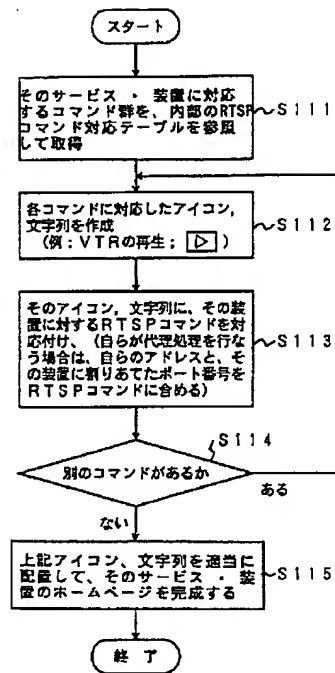 スタート
そのサービス・装置に対応
するコマンド群を、内部のRTSP
コマンド対応テーブルを参照
して取得
S111
各コマンドに対応したアイコン,
文字列を作成
(例:VTRの再生; ▷ )
S112
そのアイコン,文字列に、その装
置に対するRTSPコマンドを対
応付け、(自らが代理処理を行な
う場合は、自らのアドレスと、そ
の装置に割りあてたポート番号を
RTSPコマンドに含める)
S113
S114
別のコマンドがあるか
ある
ない
上記アイコン、文字列を適当に
配置して、そのサービス・装
置のホームページを完成する
S115
終了